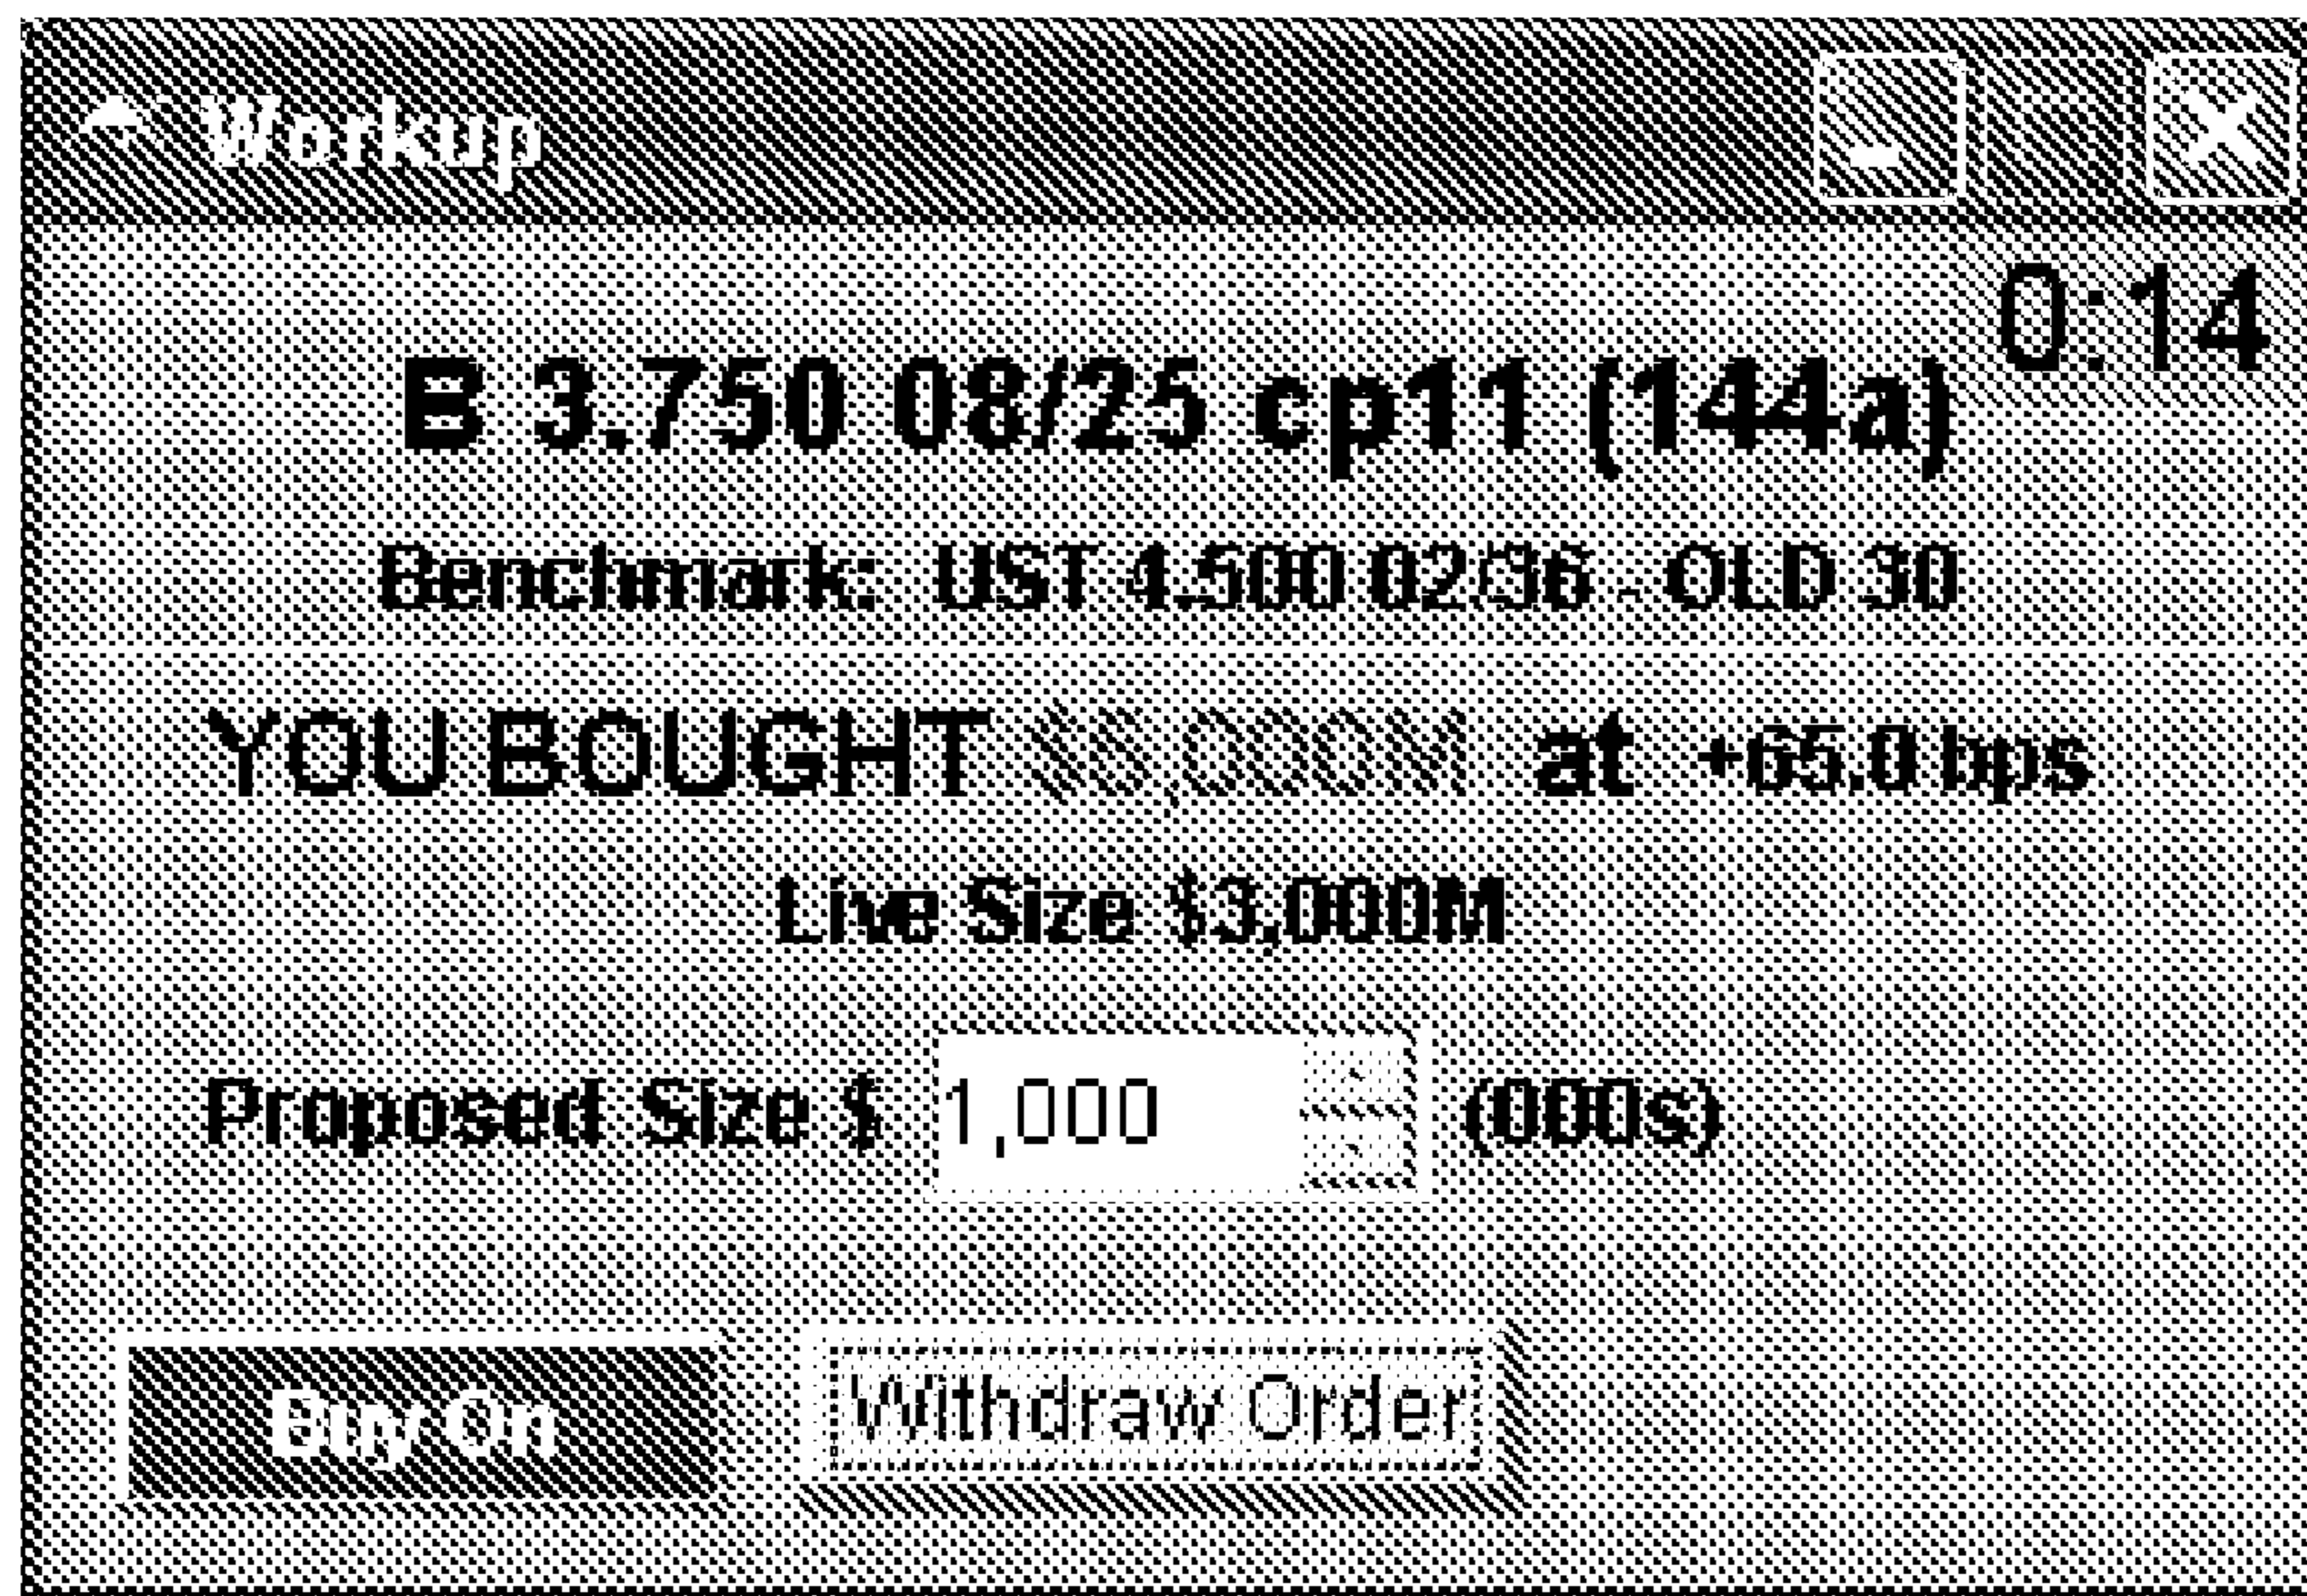 Workup
0:14
B 3.750 08/25 cp11 (144a)
Benchmark: UST 4.500 02/36 - OLD 30
YOU BOUGHT at +65.0 bps
Live Size $3,000M
Proposed Size $ 1,000 (000s)
Buy On
Withdraw Order